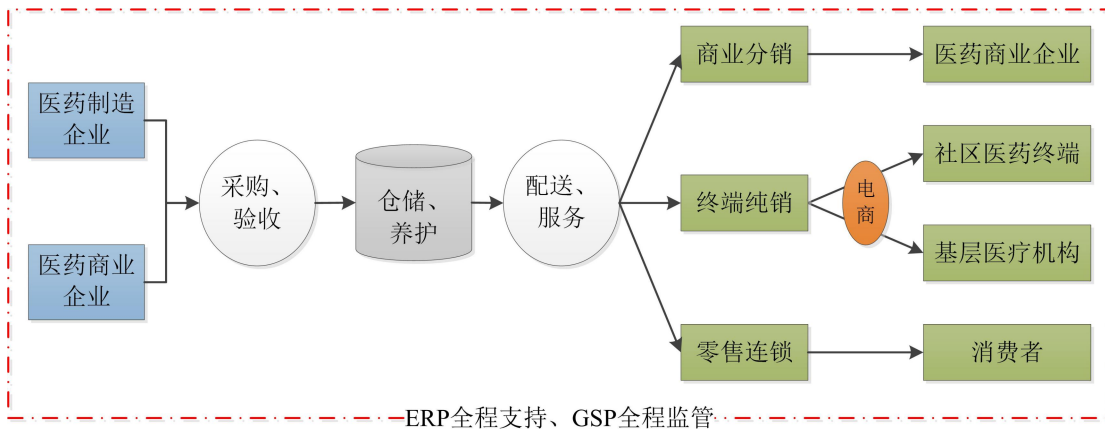 医药制造
企业
医药商业
企业
采购、
验收
仓储、
养护
配送、
服务
商业分销
终端纯销
零售连锁
电
商
医药商业企业
社区医药终端
基层医疗机构
消费者
ERP全程支持、GSP全程监管